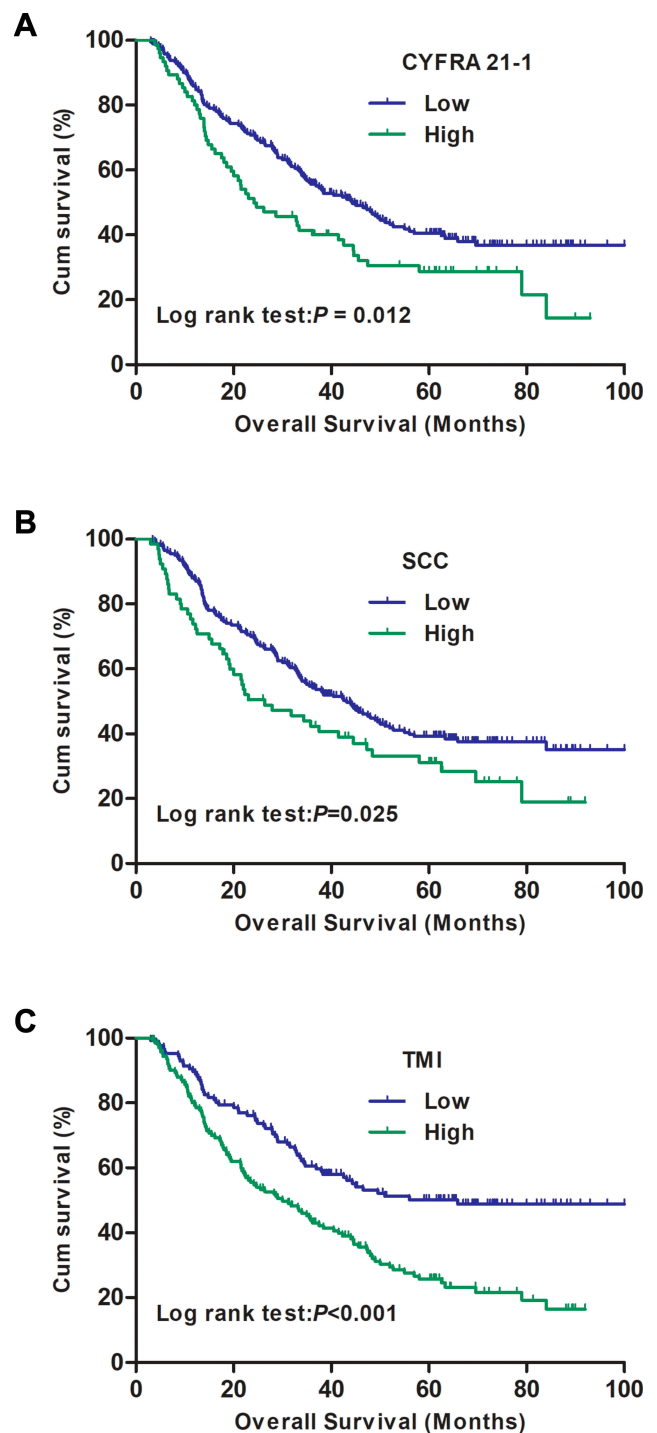 A
CYFRA 21-1
Low
High
Log rank test:P = 0.012
Cum survival (%)
100
80
60
40
20
0
0 20 40 60 80 100
Overall Survival (Months)
B
SCC
Low
High
Log rank test:P=0.025
Cum survival (%)
100
80
60
40
20
0
0 20 40 60 80 100
Overall Survival (Months)
C
TMI
Low
High
Log rank test:P<0.001
Cum survival (%)
100
80
60
40
20
0
0 20 40 60 80 100
Overall Survival (Months)